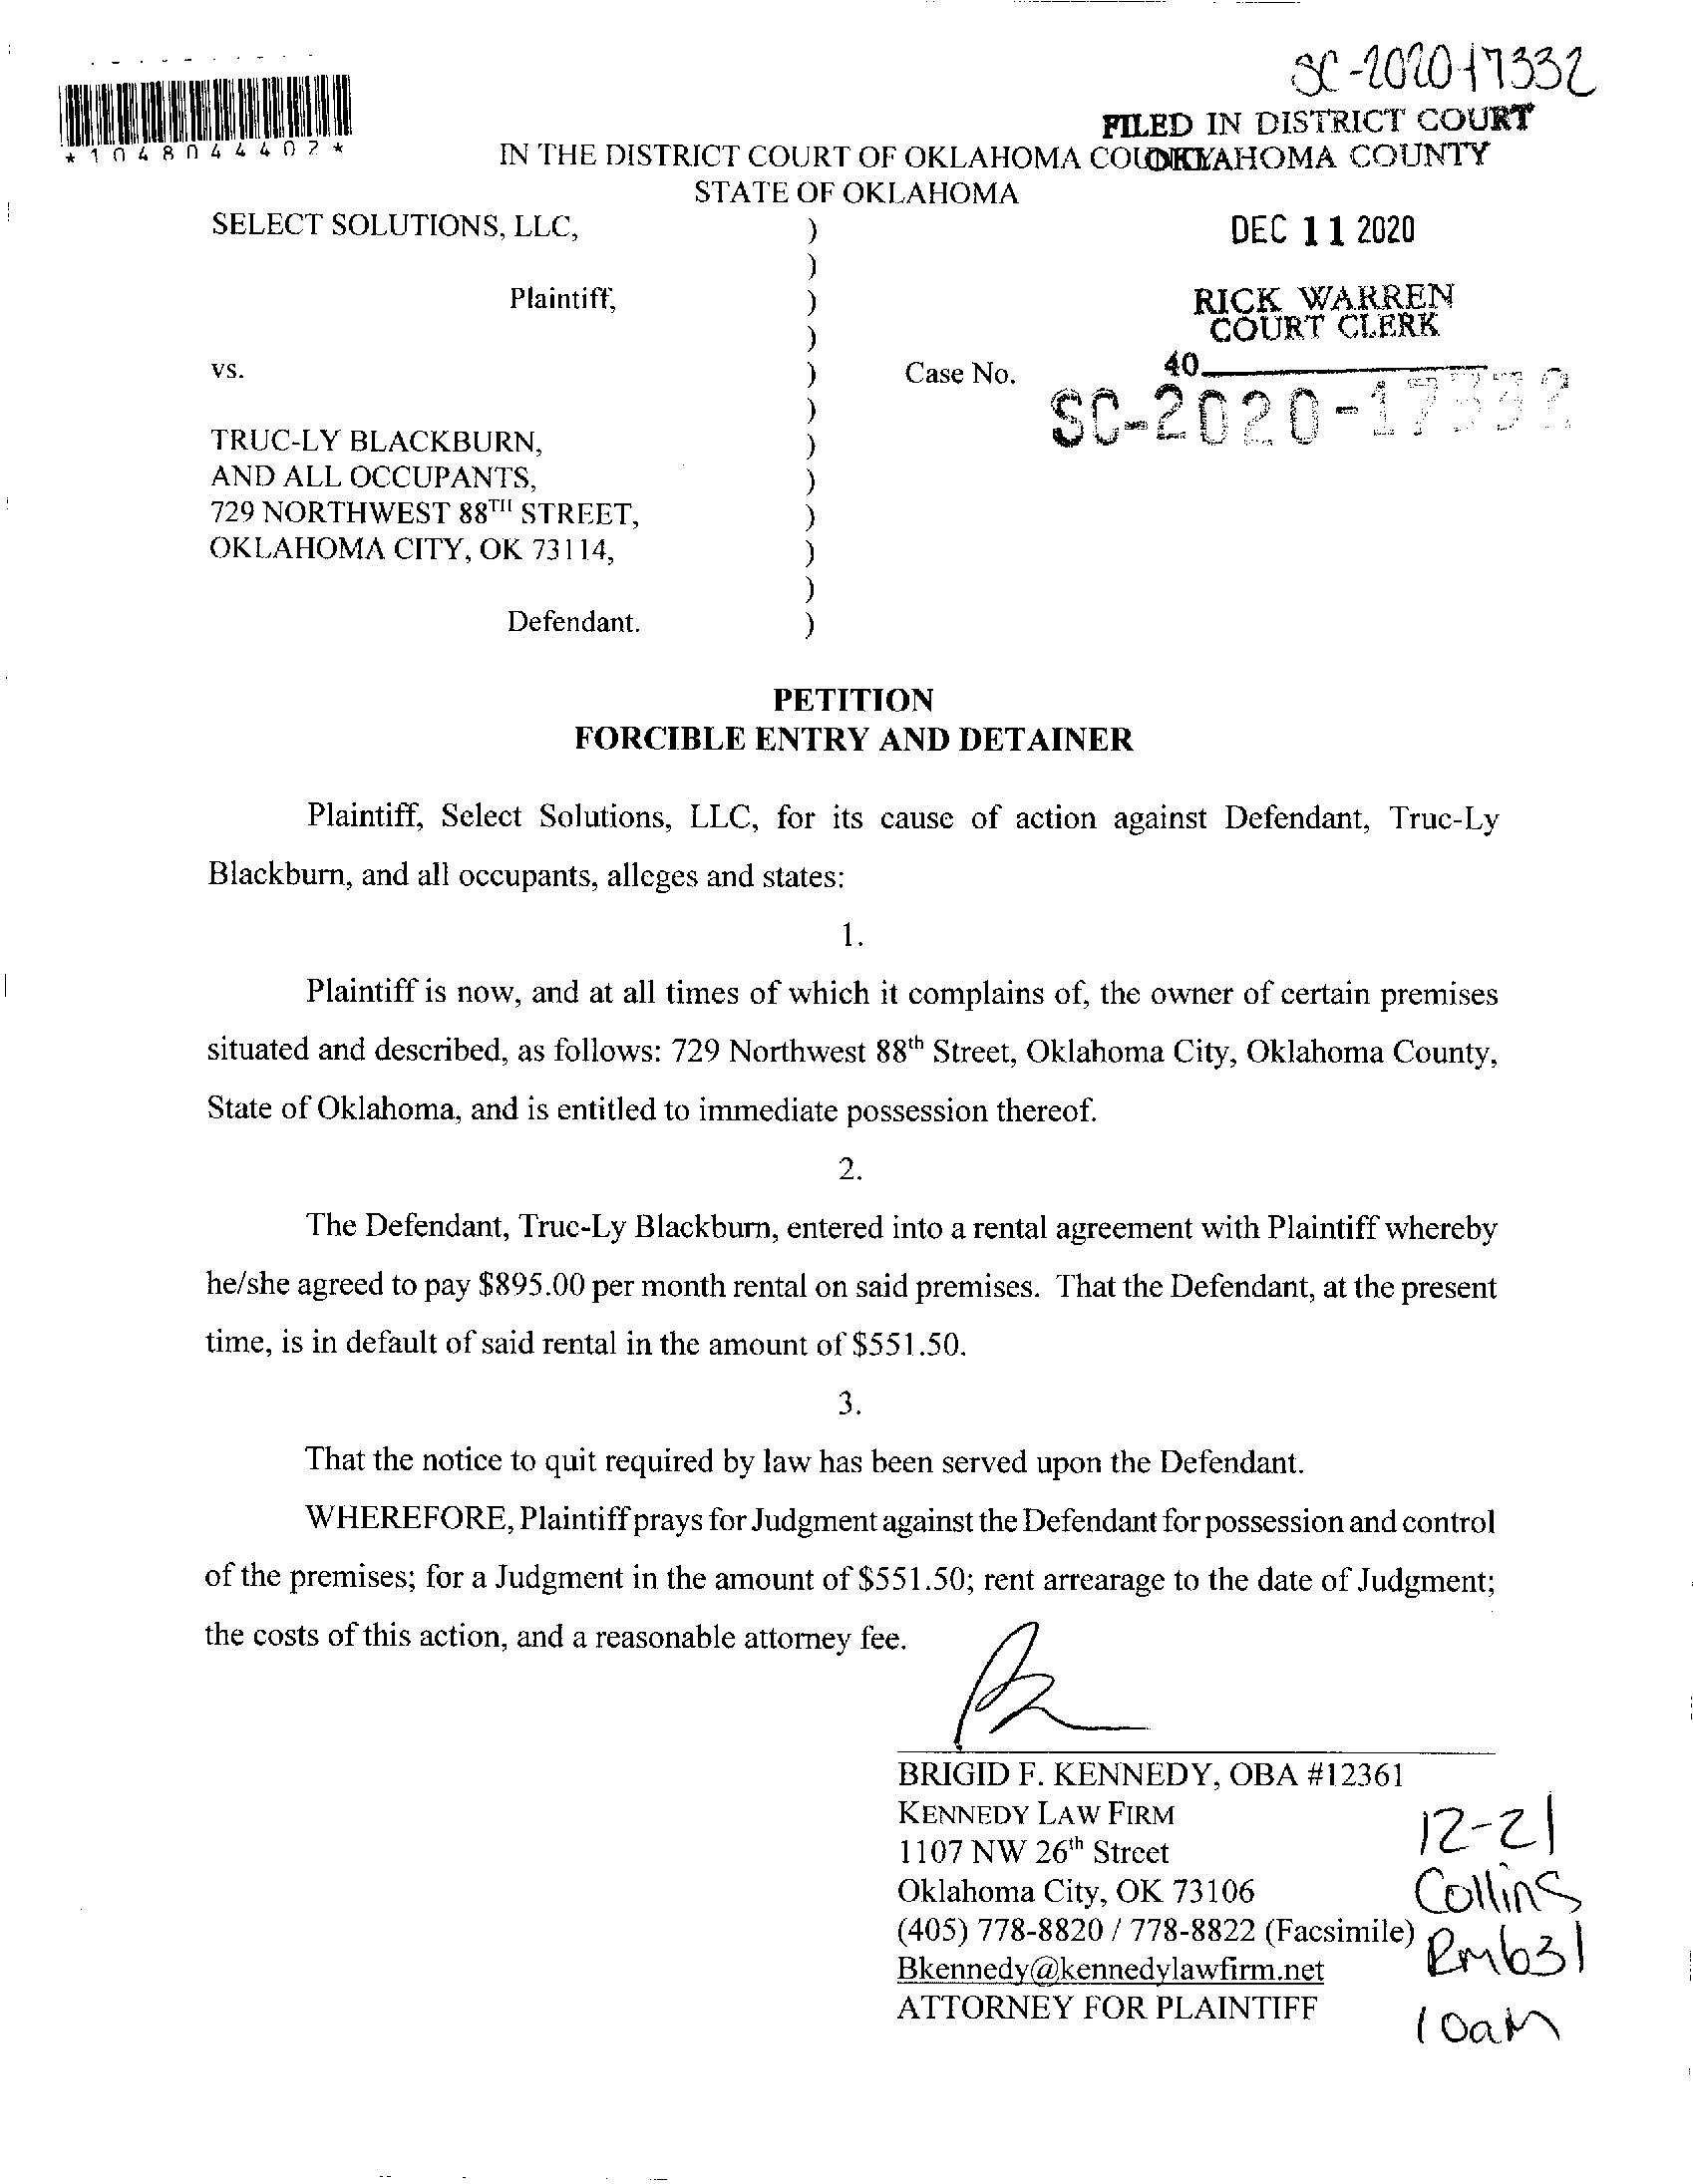 SC-2020-17332
FILED IN DISTRICT COURT
OKLAHOMA COUNTY
*1048044402*
IN THE DISTRICT COURT OF OKLAHOMA COUNTY
STATE OF OKLAHOMA
DEC 11 2020
RICK WARREN
COURT CLERK
40
SELECT SOLUTIONS, LLC, )
)
Plaintiff, )
)
vs. ) Case No. SC-2020-17332
)
TRUC-LY BLACKBURN, )
AND ALL OCCUPANTS, )
729 NORTHWEST 88TH STREET, )
OKLAHOMA CITY, OK 73114, )
)
Defendant. )
PETITION
FORCIBLE ENTRY AND DETAINER
Plaintiff, Select Solutions, LLC, for its cause of action against Defendant, Truc-Ly
Blackburn, and all occupants, alleges and states:
1.
Plaintiff is now, and at all times of which it complains of, the owner of certain premises
situated and described, as follows: 729 Northwest 88th Street, Oklahoma City, Oklahoma County,
State of Oklahoma, and is entitled to immediate possession thereof.
2.
The Defendant, Truc-Ly Blackburn, entered into a rental agreement with Plaintiff whereby
he/she agreed to pay $895.00 per month rental on said premises. That the Defendant, at the present
time, is in default of said rental in the amount of $551.50.
3.
That the notice to quit required by law has been served upon the Defendant.
WHEREFORE, Plaintiff prays for Judgment against the Defendant for possession and control
of the premises; for a Judgment in the amount of $551.50; rent arrearage to the date of Judgment;
the costs of this action, and a reasonable attorney fee.
BRIGID F. KENNEDY, OBA #12361
KENNEDY LAW FIRM
1107 NW 26th Street
Oklahoma City, OK 73106
(405) 778-8820 / 778-8822 (Facsimile)
Bkennedy@kennedylawfirm.net
ATTORNEY FOR PLAINTIFF
12-21
Collins
Rm631
10am